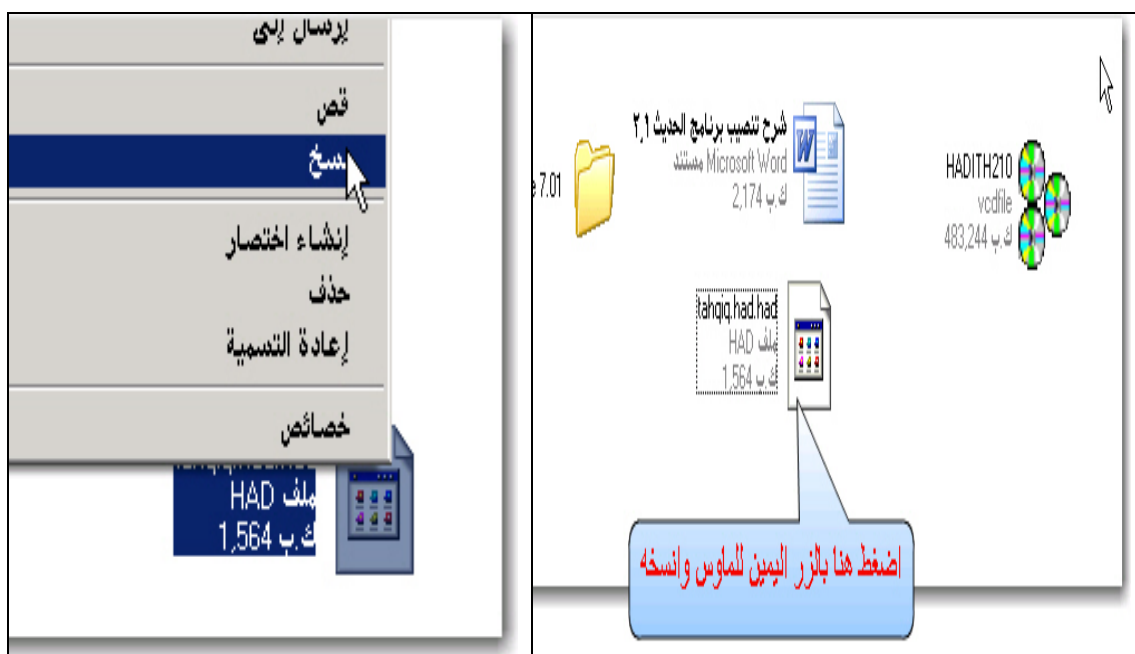 شرح تنصيب برنامج الحديث ٢,١
مستند Microsoft Word
2,174 ك.ب
HADITH210
vcdfile
483,244 ك.ب
e 7.01
tahqiq.had.had
ملف HAD
1,564 ك.ب
اضغظ هنا بالزر اليمين للماوس وانسخه
إرسال إلى
قص
نسخ
إنشاء اختصار
حذف
إعادة التسمية
خصائص
ملف HAD
1,564 ك.ب